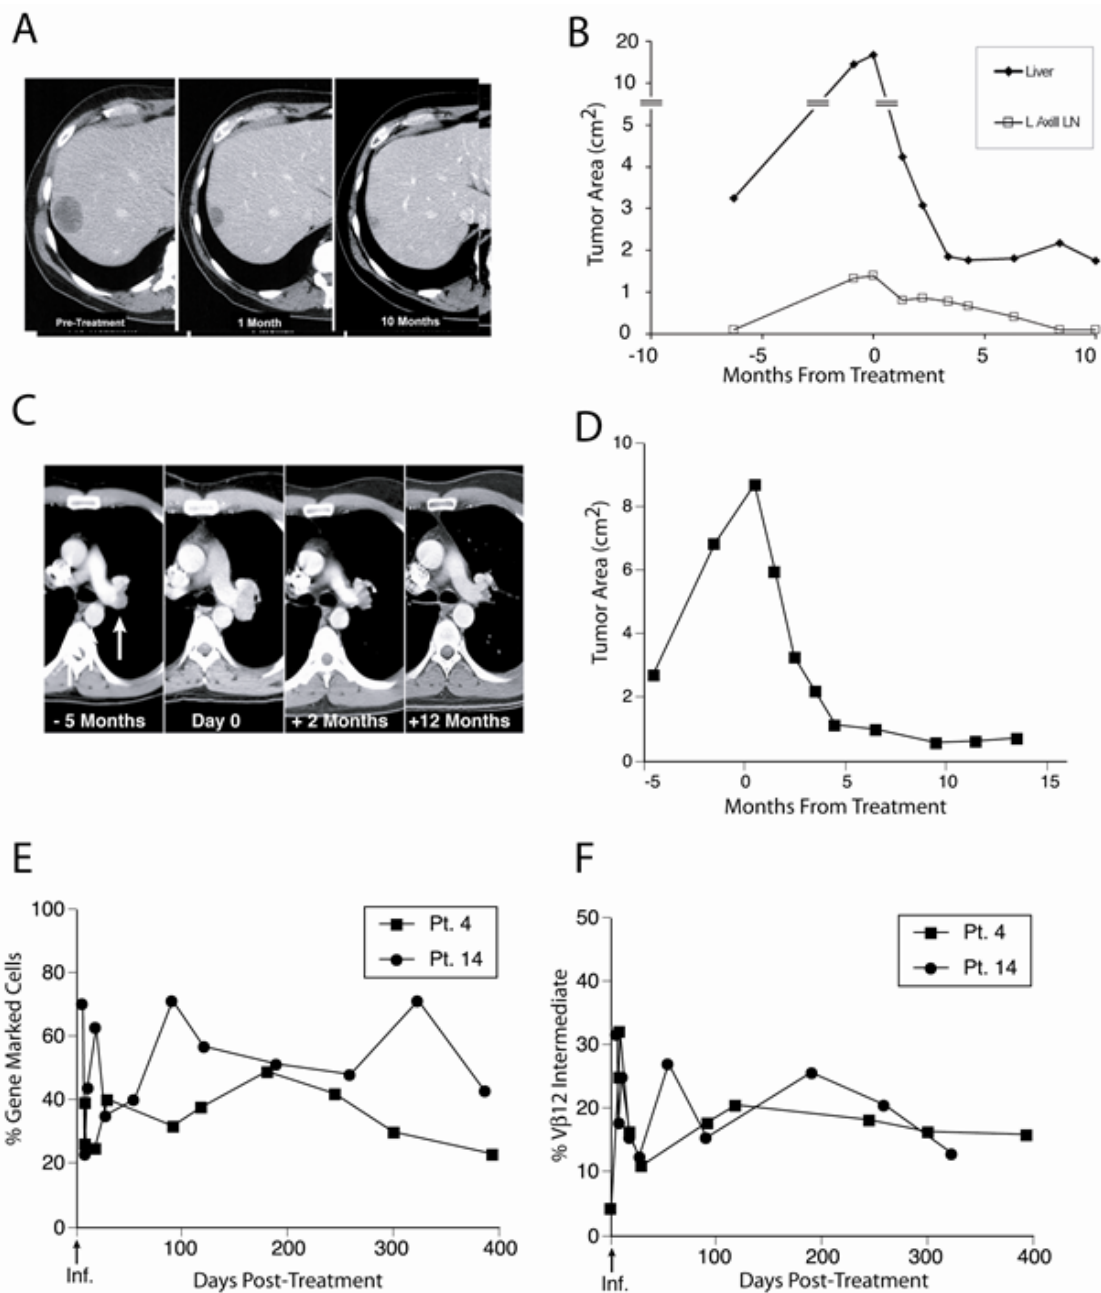 A
Pre-Treatment
1 Month
10 Months
B
Tumor Area (cm2)
20
10
5
4
3
2
1
0
-10
-5
0
5
10
Months From Treatment
Liver
L Axill LN
C
- 5 Months
Day 0
+ 2 Months
+12 Months
D
Tumor Area (cm2)
10
8
6
4
2
0
-5
0
5
10
15
Months From Treatment
E
% Gene Marked Cells
100
80
60
40
20
0
100
200
300
400
Inf.
Days Post-Treatment
Pt. 4
Pt. 14
F
% Vβ12 Intermediate
50
40
30
20
10
0
100
200
300
400
Inf.
Days Post-Treatment
Pt. 4
Pt. 14